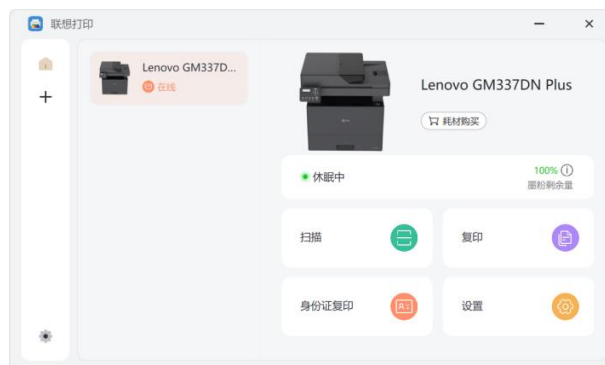 联想打印
Lenovo GM337D...
在线
Lenovo GM337DN Plus
耗材购买
休眠中
100%
墨粉剩余量
扫描
复印
身份证复印
设置